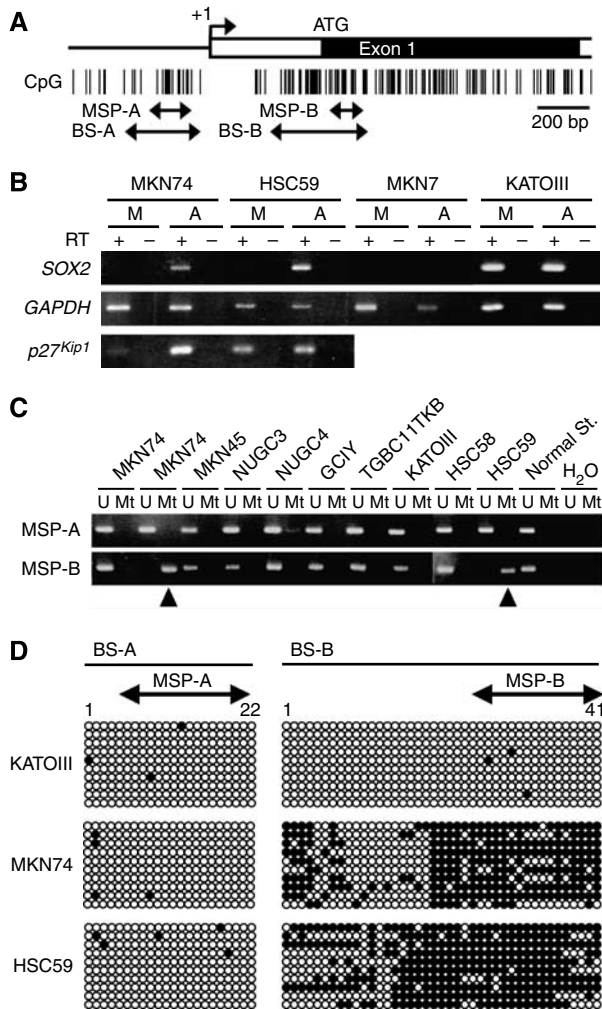 A
+1
ATG
Exon 1
CpG
MSP-A
MSP-B
BS-A
BS-B
200 bp
B
MKN74 HSC59 MKN7 KATOIII
M A M A M A M A
RT + – + – + – + – + – + – + – + –
SOX2
GAPDH
p27Kip1
C
MKN74 MKN74 MKN45 NUGC3 NUGC4 GCIY TGBC11TKB KATOIII HSC58 HSC59 Normal St. H2O
U Mt U Mt U Mt U Mt U Mt U Mt U Mt U Mt U Mt U Mt U Mt U Mt
MSP-A
MSP-B
D
BS-A BS-B
MSP-A MSP-B
1 22 1 41
KATOIII
MKN74
HSC59